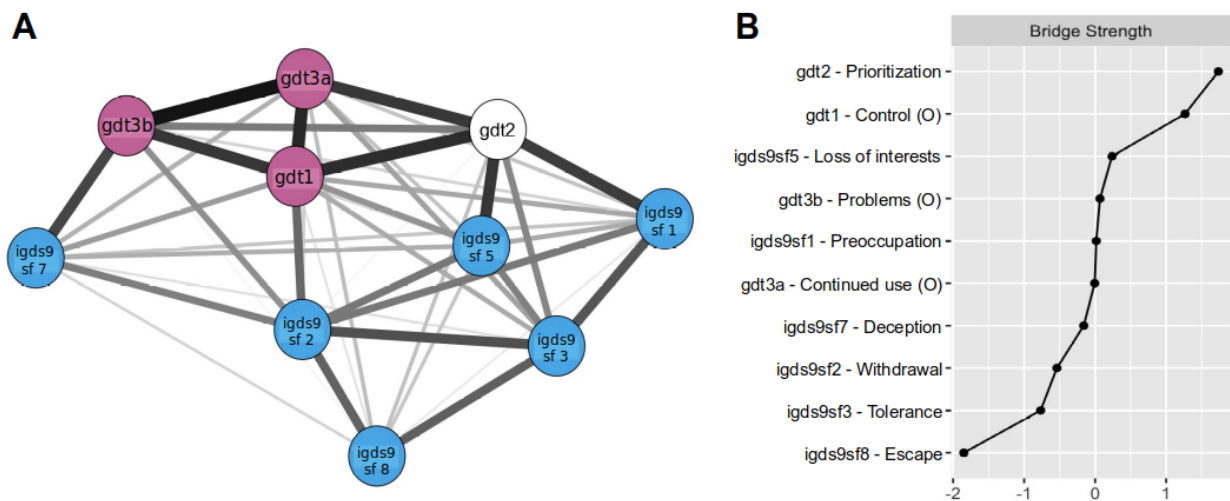 A
gdt3a
gdt3b
gdt2
gdt1
igds9
sf 1
igds9
sf 5
igds9
sf 7
igds9
sf 2
igds9
sf 3
igds9
sf 8
B
Bridge Strength
gdt2 - Prioritization
gdt1 - Control (O)
igds9sf5 - Loss of interests
gdt3b - Problems (O)
igds9sf1 - Preoccupation
gdt3a - Continued use (O)
igds9sf7 - Deception
igds9sf2 - Withdrawal
igds9sf3 - Tolerance
igds9sf8 - Escape
-2 -1 0 1